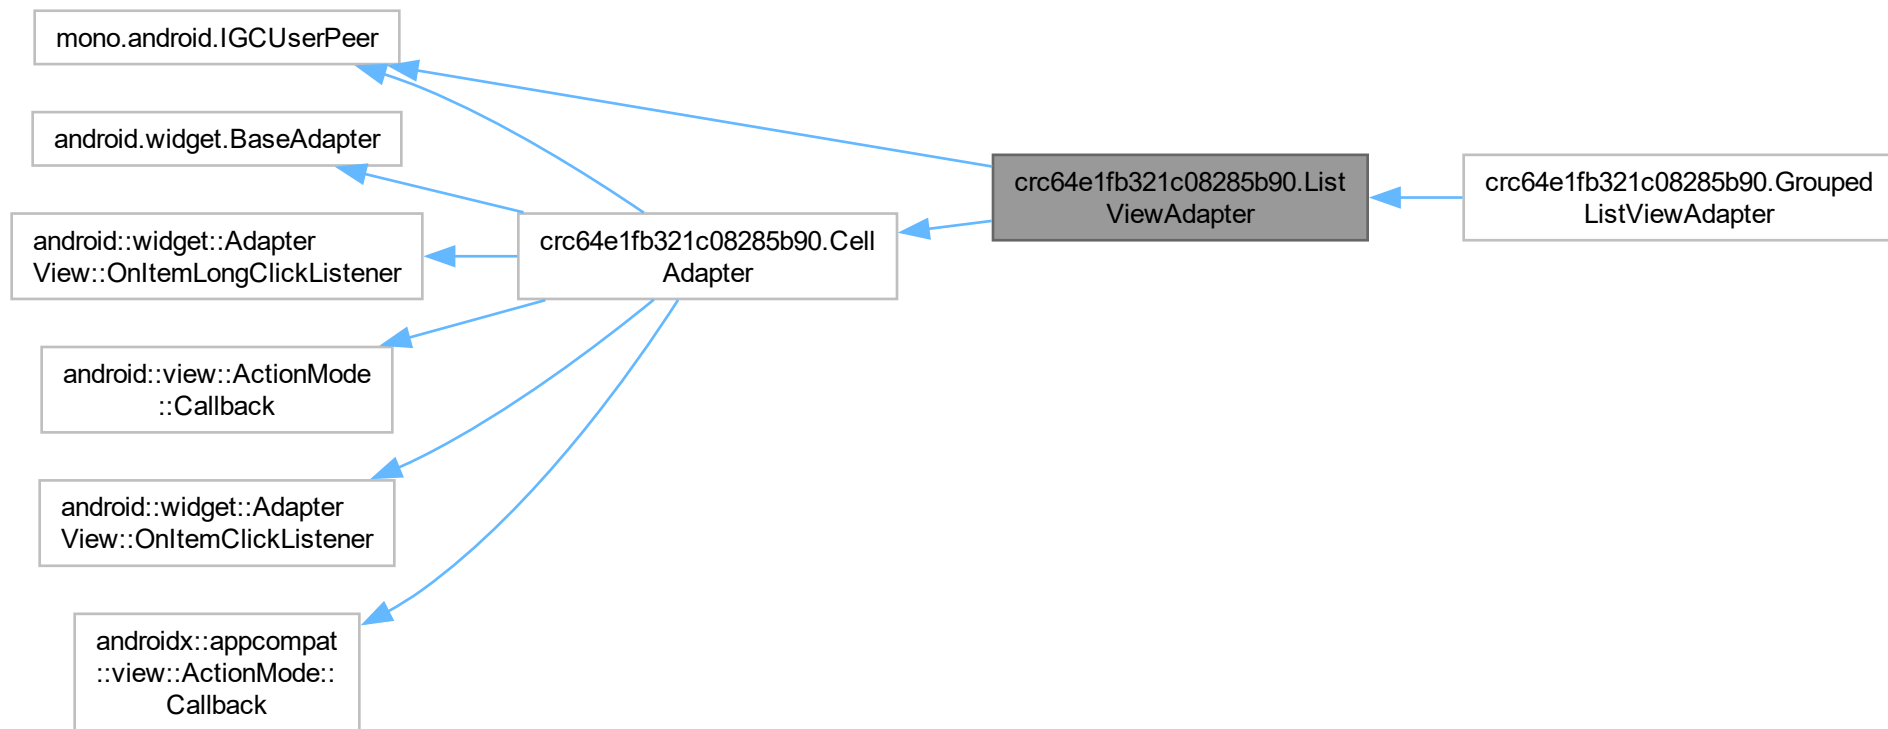 mono.android.IGCUserPeer
android.widget.BaseAdapter
android::widget::Adapter
View::OnItemLongClickListener
android::view::ActionMode
::Callback
android::widget::Adapter
View::OnItemClickListener
androidx::appcompat
::view::ActionMode::
Callback
crc64e1fb321c08285b90.Cell
Adapter
crc64e1fb321c08285b90.List
ViewAdapter
crc64e1fb321c08285b90.Grouped
ListViewAdapter